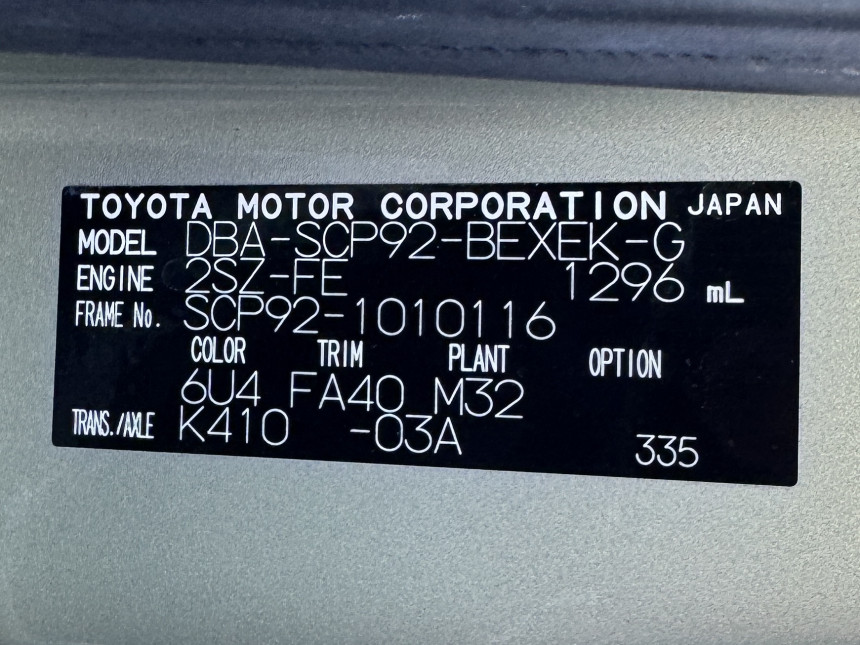 TOYOTA MOTOR CORPORATION JAPAN
MODEL DBA-SCP92-BEXEK-G
ENGINE 2SZ-FE 1296 mL
FRAME No. SCP92-1010116
COLOR TRIM PLANT OPTION
6U4 FA40 M32
TRANS./AXLE K410 -03A 335